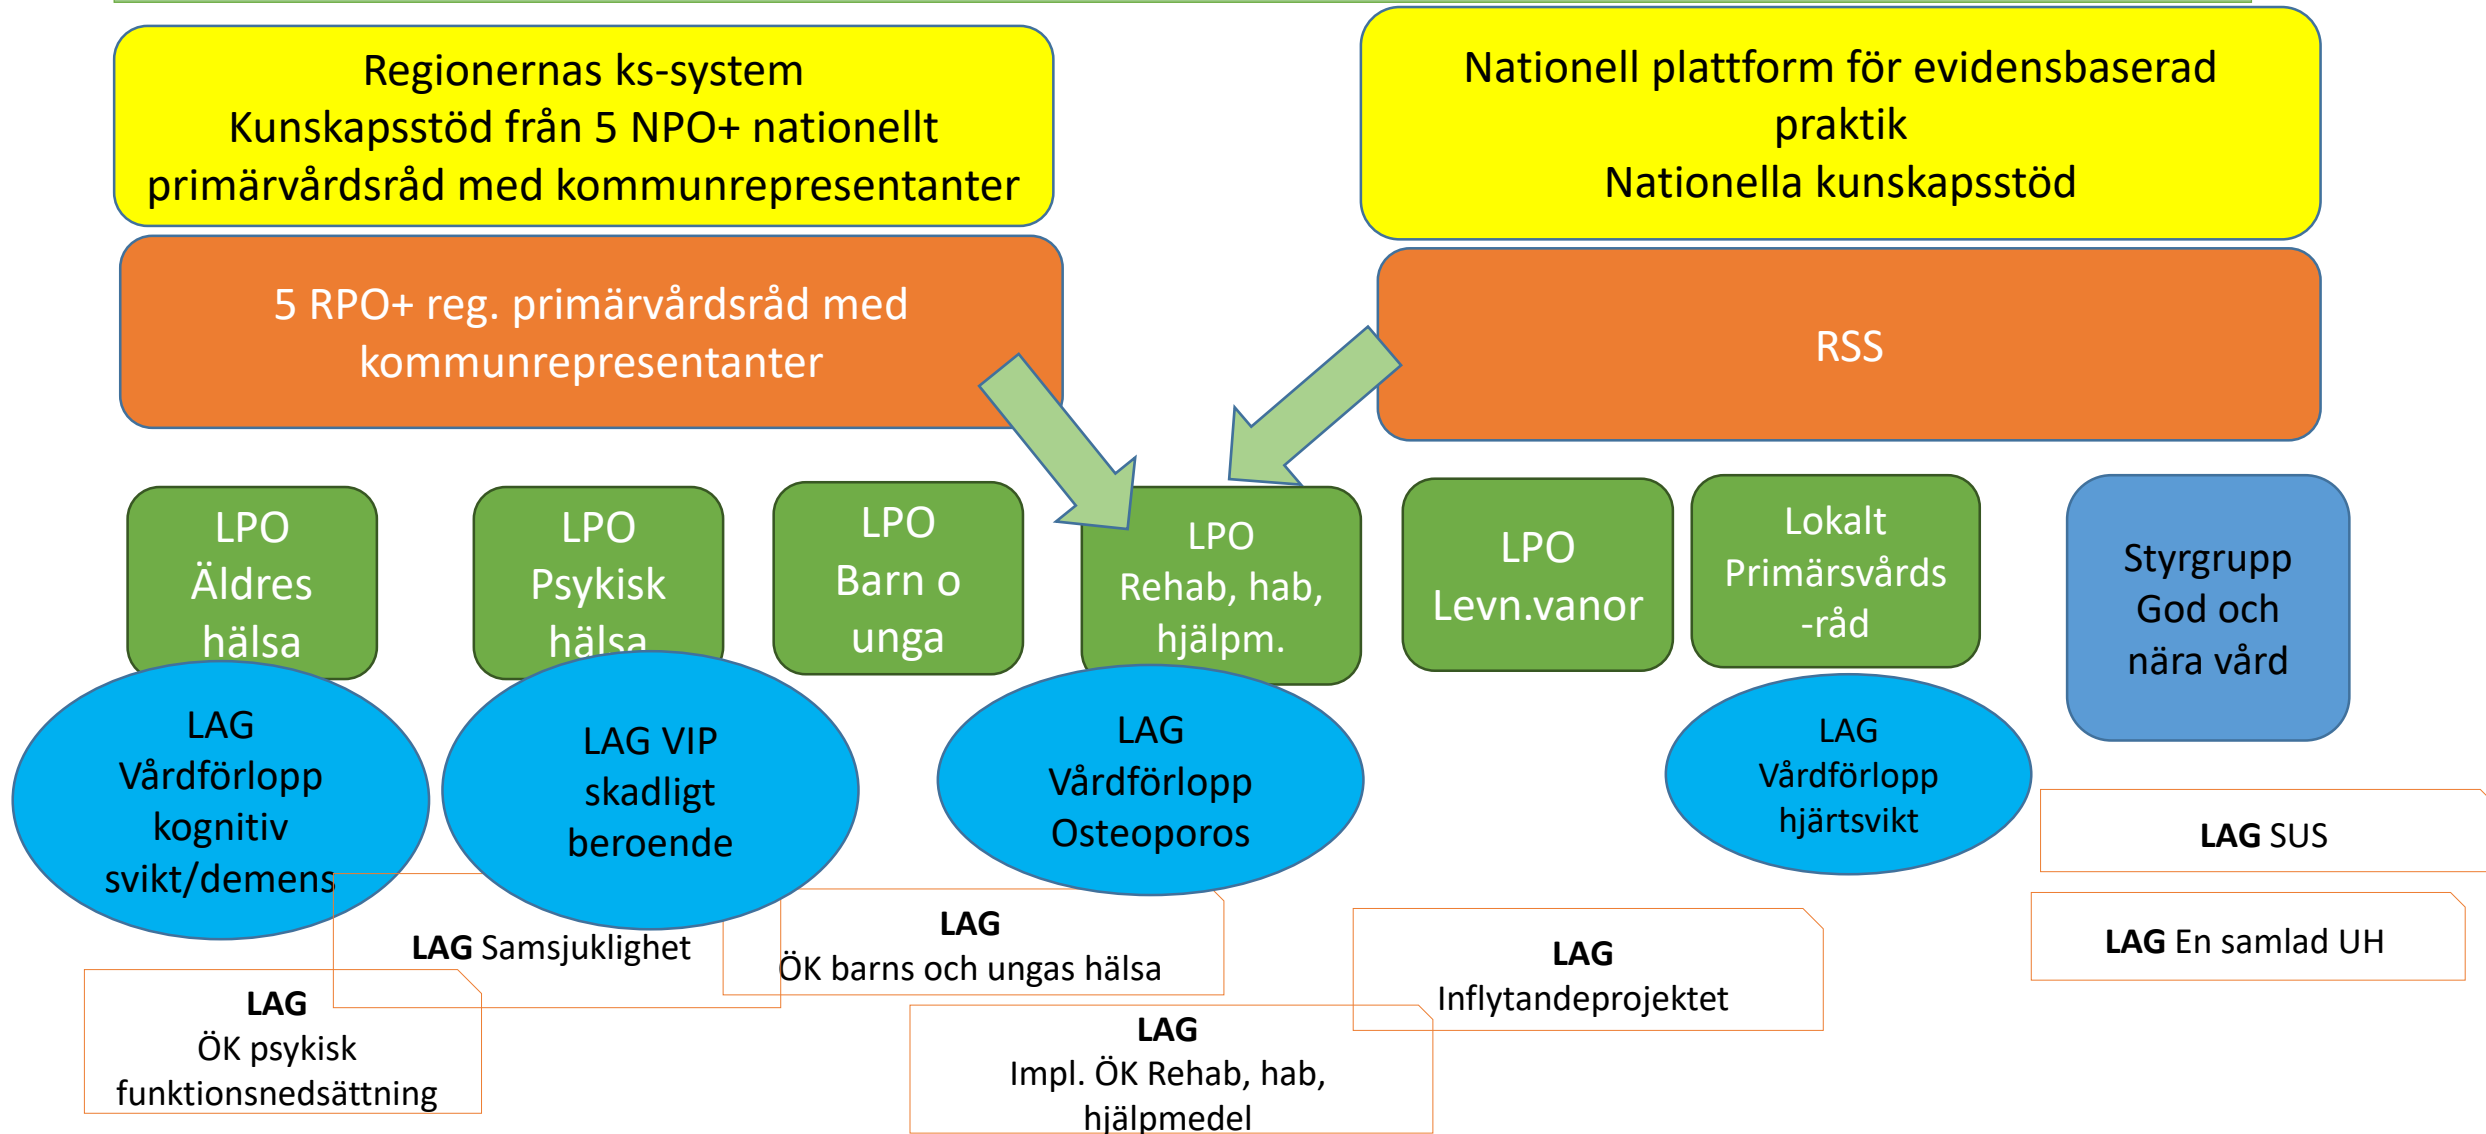 Regionernas ks-system
Kunskapsstöd från 5 NPO+ nationellt
primärvårdsråd med kommunrepresentanter
Nationell plattform för evidensbaserad
praktik
Nationella kunskapsstöd
5 RPO+ reg. primärvårdsråd med
kommunrepresentanter
RSS
LPO
Äldres
hälsa
LPO
Psykisk
hälsa
LPO
Barn o
unga
LPO
Rehab, hab,
hjälpm.
LPO
Levn.vanor
Lokalt
Primärsvårds
-råd
Styrgrupp
God och
nära vård
LAG
Vårdförlopp
kognitiv
svikt/demens
LAG VIP
skadligt
beroende
LAG
Vårdförlopp
Osteoporos
LAG
Vårdförlopp
hjärtsvikt
LAG SUS
LAG En samlad UH
LAG Samsjuklighet
LAG
ÖK barns och ungas hälsa
LAG
Inflytandeprojektet
LAG
ÖK psykisk
funktionsnedsättning
LAG
Impl. ÖK Rehab, hab,
hjälpmedel